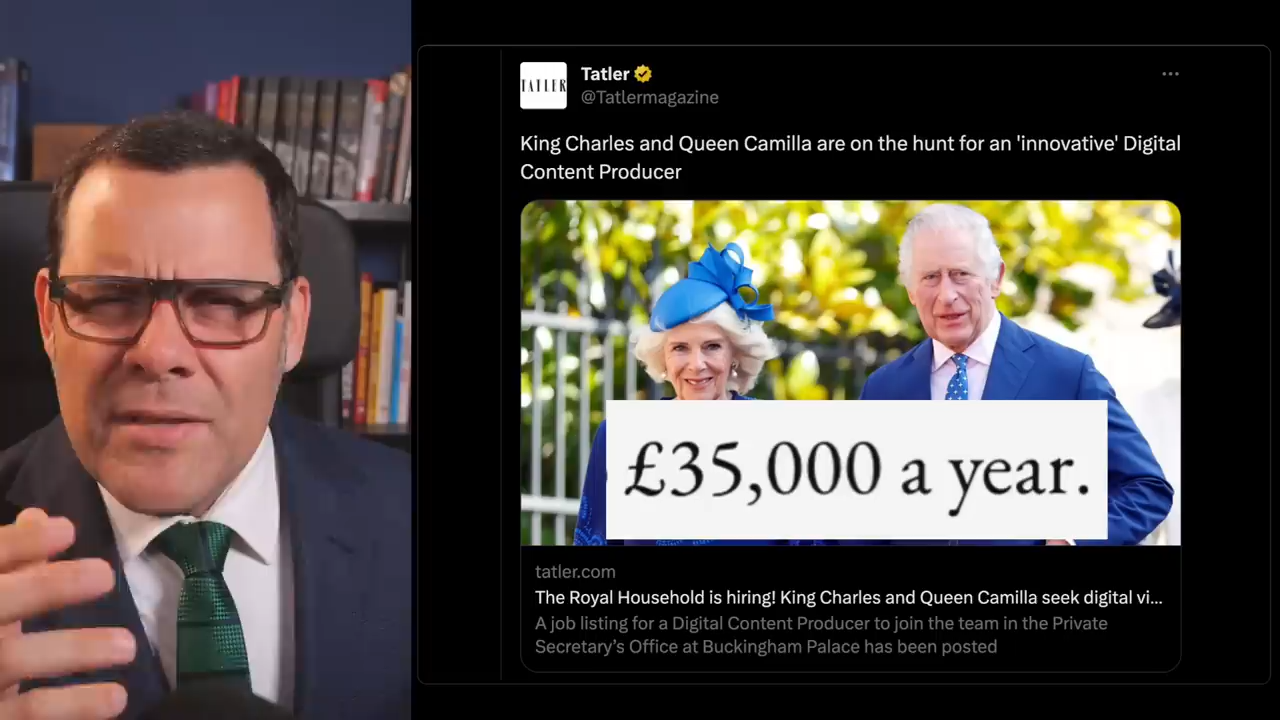 TATLER
Tatler
@Tatlermagazine
King Charles and Queen Camilla are on the hunt for an 'innovative' Digital
Content Producer
£35,000 a year.
tatler.com
The Royal Household is hiring! King Charles and Queen Camilla seek digital vi...
A job listing for a Digital Content Producer to join the team in the Private
Secretary’s Office at Buckingham Palace has been posted